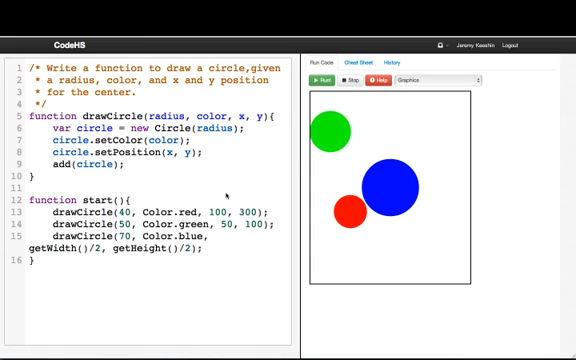 CodeHS
Jeremy Keeshin Logout
Run Code Cheat Sheet History
Run! Stop Help Graphics
1 /* Write a function to draw a circle,given
2 * a radius, color, and x and y position
3 * for the center.
4 */
5 function drawCircle(radius, color, x, y){
6 var circle = new Circle(radius);
7 circle.setColor(color);
8 circle.setPosition(x, y);
9 add(circle);
10 }
11
12 function start(){
13 drawCircle(40, Color.red, 100, 300);
14 drawCircle(50, Color.green, 50, 100);
15 drawCircle(70, Color.blue,
getWidth()/2, getHeight()/2);
16 }